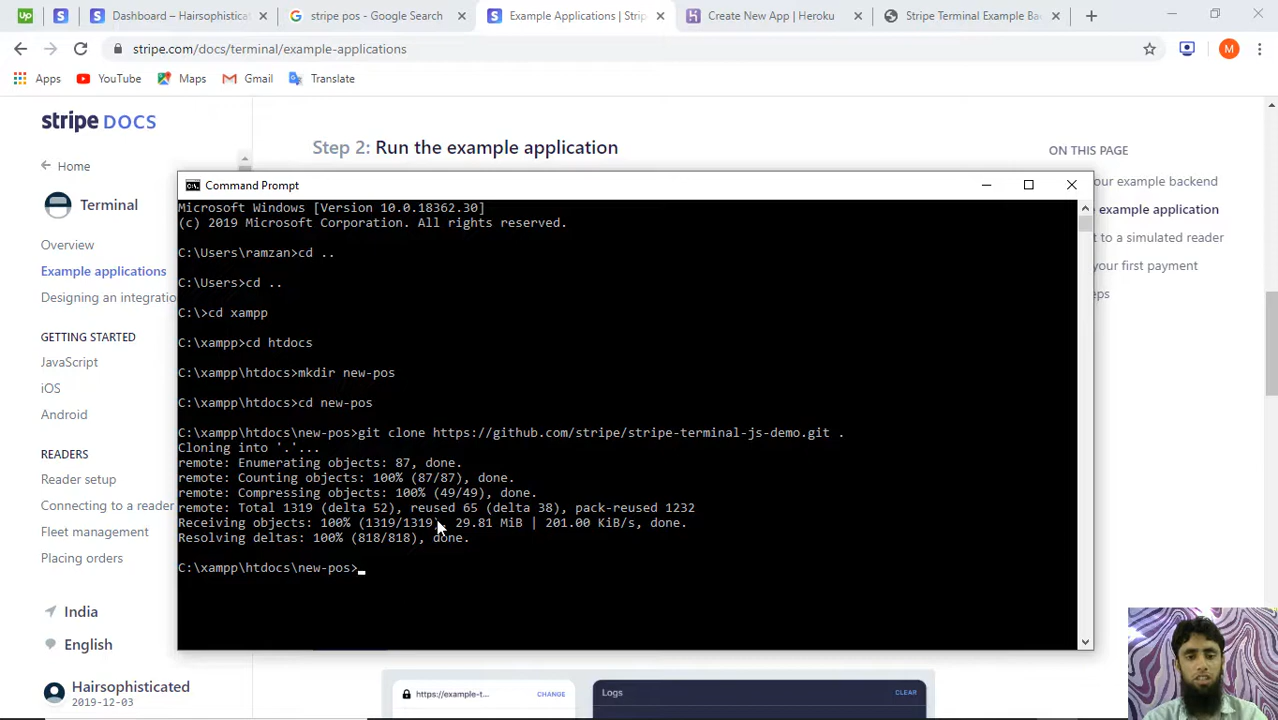 Dashboard – Hairsophisticat
stripe pos - Google Search
Example Applications | Strip
Create New App | Heroku
Stripe Terminal Example Ba
stripe.com/docs/terminal/example-applications
M
Apps
YouTube
Maps
Gmail
Translate
stripe DOCS
Home
Terminal
Overview
Example applications
Designing an integratio
GETTING STARTED
JavaScript
iOS
Android
READERS
Reader setup
Connecting to a reader
Fleet management
Placing orders
India
English
Hairsophisticated
2019-12-03
Step 2: Run the example application
ON THIS PAGE
your example backend
example application
t to a simulated reader
your first payment
eps
Command Prompt
Microsoft Windows [Version 10.0.18362.30]
(c) 2019 Microsoft Corporation. All rights reserved.
C:\Users\ramzan>cd ..
C:\Users>cd ..
C:\>cd xampp
C:\xampp>cd htdocs
C:\xampp\htdocs>mkdir new-pos
C:\xampp\htdocs>cd new-pos
C:\xampp\htdocs\new-pos>git clone https://github.com/stripe/stripe-terminal-js-demo.git .
Cloning into '.'...
remote: Enumerating objects: 87, done.
remote: Counting objects: 100% (87/87), done.
remote: Compressing objects: 100% (49/49), done.
remote: Total 1319 (delta 52), reused 65 (delta 38), pack-reused 1232
Receiving objects: 100% (1319/1319), 29.81 MiB | 201.00 KiB/s, done.
Resolving deltas: 100% (818/818), done.
C:\xampp\htdocs\new-pos>
https://example-t...
CHANGE
Logs
CLEAR